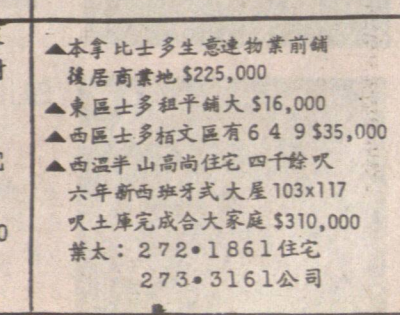 ▲本拿比士多生意連物業前鋪
後居商業地 $225,000
▲東區士多租平鋪大 $16,000
▲西區士多栢文區有６４９$35,000
▲西溫半山高尚住宅 四千餘呎
六年新西班牙式大屋 103x117
呎土庫完成合大家庭 $310,000
葉太：２７２•１８６１住宅
２７３•３１６１公司